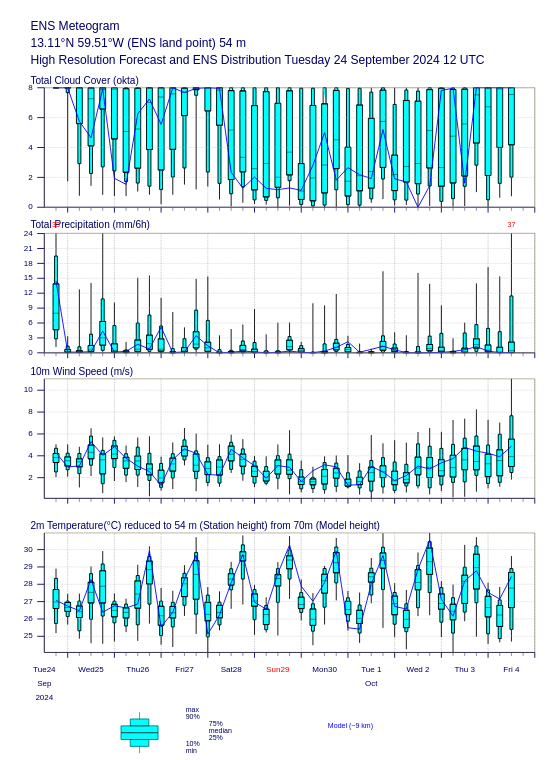 ENS Meteogram
13.11°N 59.51°W (ENS land point) 54 m
High Resolution Forecast and ENS Distribution Tuesday 24 September 2024 12 UTC
Total Cloud Cover (okta)
8
6
4
2
0
Total Precipitation (mm/6h)
37
24
21
18
15
12
9
6
3
0
10m Wind Speed (m/s)
10
8
6
4
2
2m Temperature(°C) reduced to 54 m (Station height) from 70m (Model height)
30
29
28
27
26
25
Tue24 Wed25 Thu26 Fri27 Sat28 Sun29 Mon30 Tue 1 Wed 2 Thu 3 Fri 4
Sep Oct
2024
max
90%
75%
median
25%
10%
min
Model (~9 km)